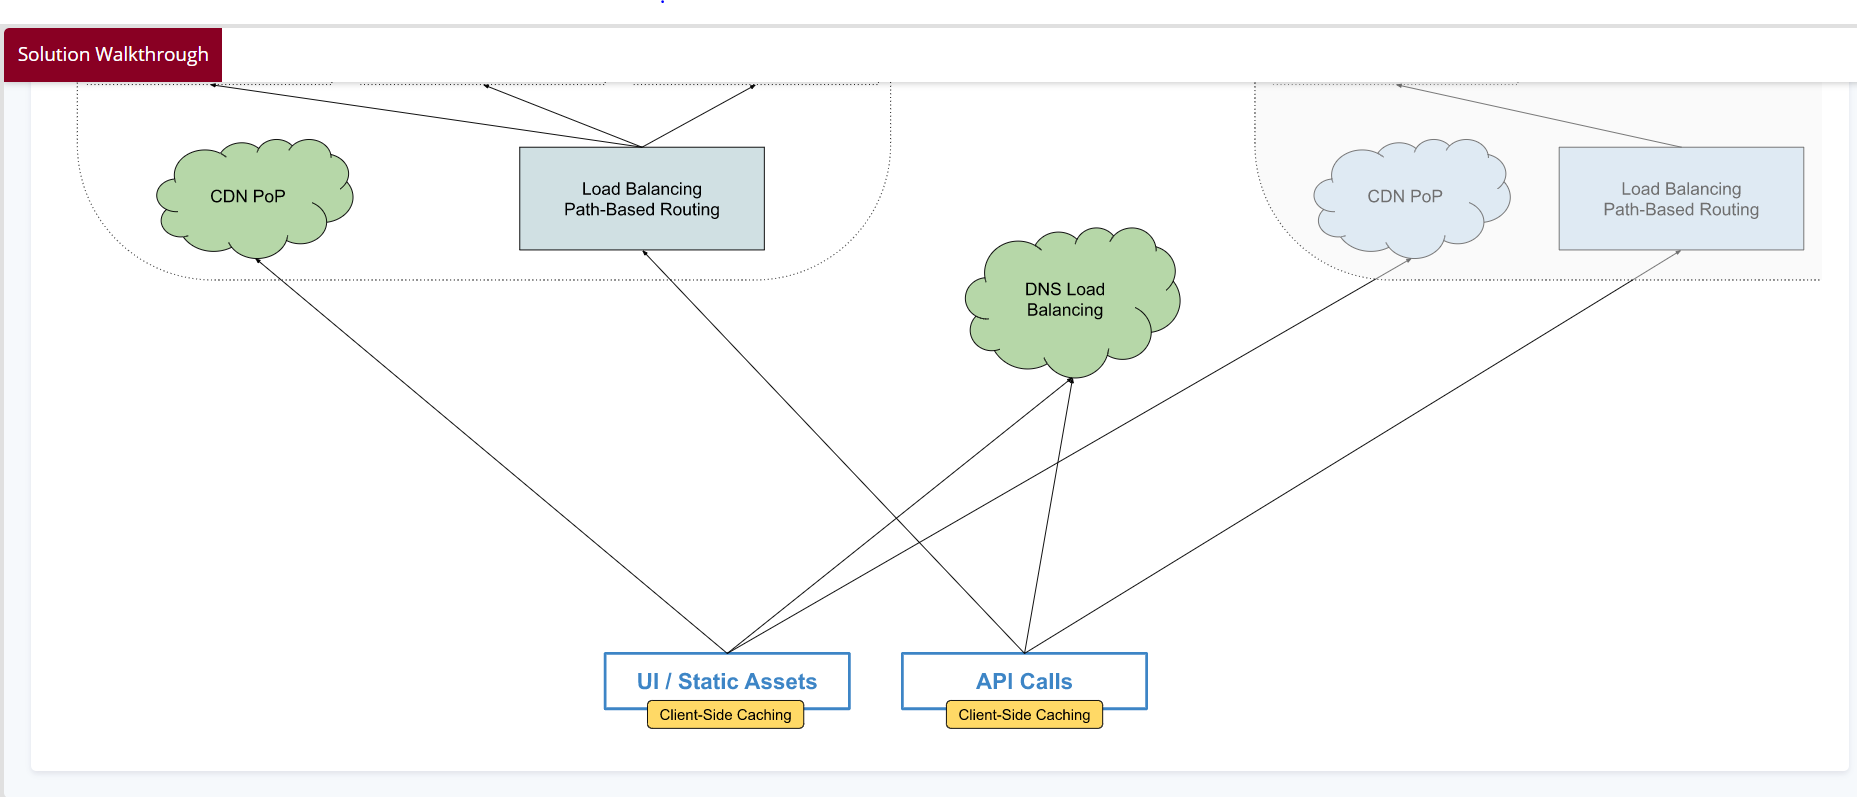 Solution Walkthrough
CDN PoP
Load Balancing
Path-Based Routing
CDN PoP
Load Balancing
Path-Based Routing
DNS Load
Balancing
UI / Static Assets
Client-Side Caching
API Calls
Client-Side Caching